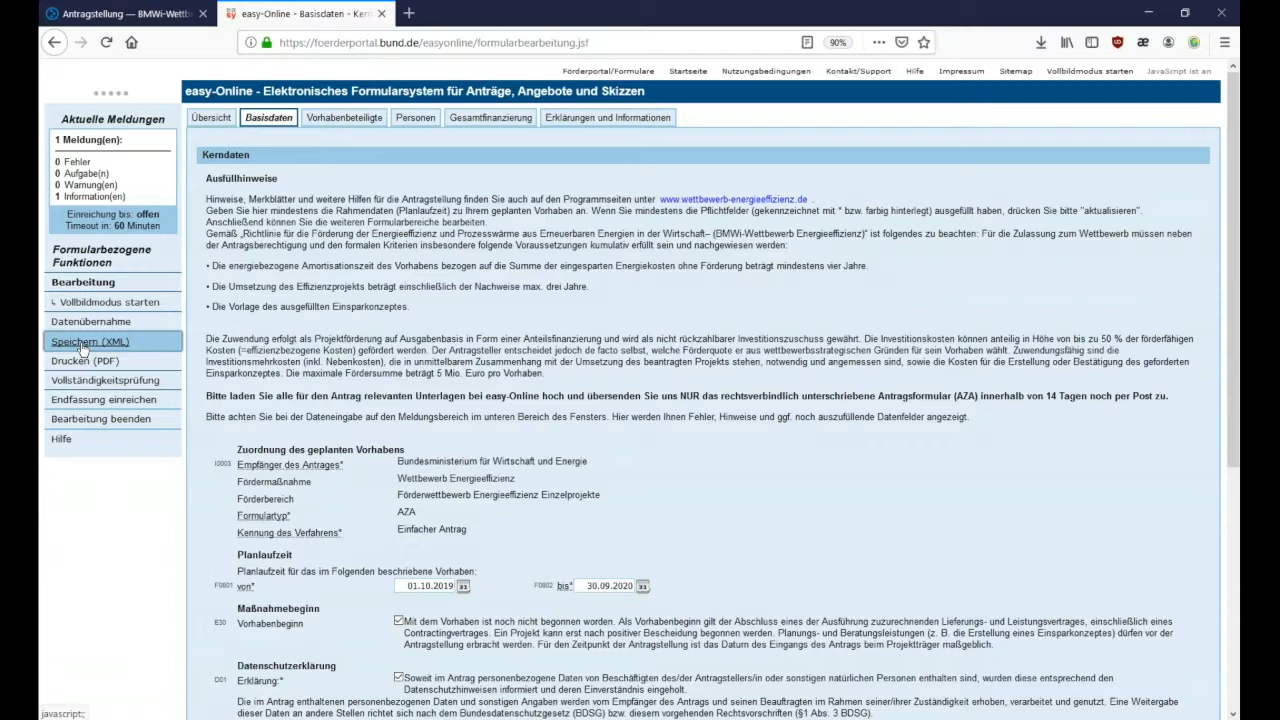 Antragstellung — BMWi-Wettb
easy-Online - Basisdaten - Kern
https://foerderportal.bund.de/easyonline/formularbearbeitung.jsf
90%
Förderportal/Formulare Startseite Nutzungsbedingungen Kontakt/Support Hilfe Impressum Sitemap Vollbildmodus starten JavaScript ist an
easy-Online - Elektronisches Formularsystem für Anträge, Angebote und Skizzen
Aktuelle Meldungen
1 Meldung(en):
0 Fehler
0 Aufgabe(n)
0 Warnung(en)
1 Information(en)
Einreichung bis: offen
Timeout in: 60 Minuten
Formularbezogene
Funktionen
Bearbeitung
↳ Vollbildmodus starten
Datenübernahme
Speichern (XML)
Drucken (PDF)
Vollständigkeitsprüfung
Endfassung einreichen
Bearbeitung beenden
Hilfe
Übersicht Basisdaten Vorhabenbeteiligte Personen Gesamtfinanzierung Erklärungen und Informationen
Kerndaten
Ausfüllhinweise
Hinweise, Merkblätter und weitere Hilfen für die Antragstellung finden Sie auch auf den Programmseiten unter www.wettbewerb-energieeffizienz.de .
Geben Sie hier mindestens die Rahmendaten (Planlaufzeit) zu Ihrem geplanten Vorhaben an. Wenn Sie mindestens die Pflichtfelder (gekennzeichnet mit * bzw. farbig hinterlegt) ausgefüllt haben, drücken Sie bitte "aktualisieren".
Anschließend können Sie die weiteren Formularbereiche bearbeiten.
Gemäß „Richtlinie für die Förderung der Energieeffizienz und Prozesswärme aus Erneuerbaren Energien in der Wirtschaft– (BMWi-Wettbewerb Energieeffizienz)“ ist folgendes zu beachten: Für die Zulassung zum Wettbewerb müssen neben
der Antragsberechtigung und den formalen Kriterien insbesondere folgende Voraussetzungen kumulativ erfüllt sein und nachgewiesen werden:
• Die energiebezogene Amortisationszeit des Vorhabens bezogen auf die Summe der eingesparten Energiekosten ohne Förderung beträgt mindestens vier Jahre.
• Die Umsetzung des Effizienzprojekts beträgt einschließlich der Nachweise max. drei Jahre.
• Die Vorlage des ausgefüllten Einsparkonzeptes.
Die Zuwendung erfolgt als Projektförderung auf Ausgabenbasis in Form einer Anteilsfinanzierung und wird als nicht rückzahlbarer Investitionszuschuss gewährt. Die Investitionskosten können anteilig in Höhe von bis zu 50 % der förderfähigen
Kosten (=effizienzbezogene Kosten) gefördert werden. Der Antragsteller entscheidet jedoch de facto selbst, welche Förderquote er aus wettbewerbsstrategischen Gründen für sein Vorhaben wählt. Zuwendungsfähig sind die
Investitionsmehrkosten (inkl. Nebenkosten), die in unmittelbarem Zusammenhang mit der Umsetzung des beantragten Projekts stehen, notwendig und angemessen sind, sowie die Kosten für die Erstellung oder Bestätigung des geforderten
Einsparkonzeptes. Die maximale Fördersumme beträgt 5 Mio. Euro pro Vorhaben.
Bitte laden Sie alle für den Antrag relevanten Unterlagen bei easy-Online hoch und übersenden Sie uns NUR das rechtsverbindlich unterschriebene Antragsformular (AZA) innerhalb von 14 Tagen noch per Post zu.
Bitte achten Sie bei der Dateneingabe auf den Meldungsbereich im unteren Bereich des Fensters. Hier werden Ihnen Fehler, Hinweise und ggf. noch auszufüllende Datenfelder angezeigt.
Zuordnung des geplanten Vorhabens
I0003 Empfänger des Antrages* Bundesministerium für Wirtschaft und Energie
Fördermaßnahme Wettbewerb Energieeffizienz
Förderbereich Förderwettbewerb Energieeffizienz Einzelprojekte
Formulartyp* AZA
Kennung des Verfahrens* Einfacher Antrag
Planlaufzeit
Planlaufzeit für das im Folgenden beschriebene Vorhaben:
F0801 von* 01.10.2019 31 F0802 bis* 30.09.2020 31
Maßnahmebeginn
E30 Vorhabenbeginn Mit dem Vorhaben ist noch nicht begonnen worden. Als Vorhabenbeginn gilt der Abschluss eines der Ausführung zuzurechnenden Lieferungs- und Leistungsvertrages, einschließlich eines
Contractingvertrages. Ein Projekt kann erst nach positiver Bescheidung begonnen werden. Planungs- und Beratungsleistungen (z. B. die Erstellung eines Einsparkonzeptes) dürfen vor der
Antragstellung erbracht werden. Für den Zeitpunkt der Antragstellung ist das Datum des Eingangs des Antrags beim Projektträger maßgeblich.
Datenschutzerklärung
D01 Erklärung:* Soweit im Antrag personenbezogene Daten von Beschäftigten des/der Antragstellers/in oder sonstigen natürlichen Personen enthalten sind, wurden diese entsprechend den
Datenschutzhinweisen informiert und deren Einverständnis eingeholt.
Die im Antrag enthaltenen personenbezogenen Daten und sonstigen Angaben werden vom Empfänger des Antrags und seinen Beauftragten im Rahmen seiner/ihrer Zuständigkeit erhoben, verarbeitet und genutzt. Eine Weitergabe
dieser Daten an andere Stellen richtet sich nach dem Bundesdatenschutzgesetz (BDSG) bzw. diesem vorgehenden Rechtsvorschriften (§1 Abs. 3 BDSG).
javascript:;